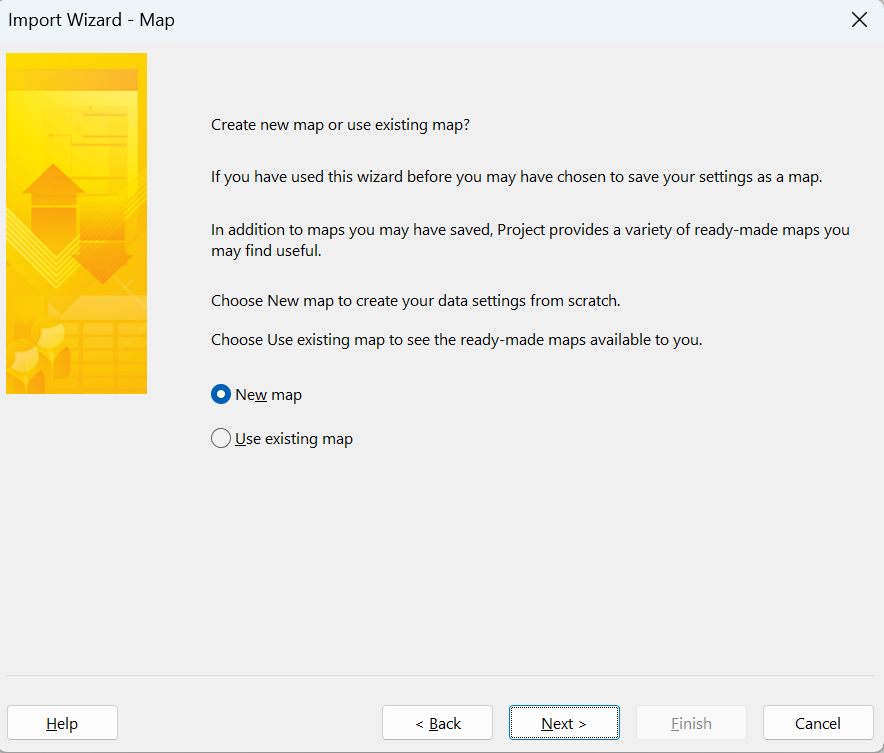 Import Wizard - Map
Create new map or use existing map?
If you have used this wizard before you may have chosen to save your settings as a map.
In addition to maps you may have saved, Project provides a variety of ready-made maps you
may find useful.
Choose New map to create your data settings from scratch.
Choose Use existing map to see the ready-made maps available to you.
New map
Use existing map
Help
< Back
Next >
Finish
Cancel